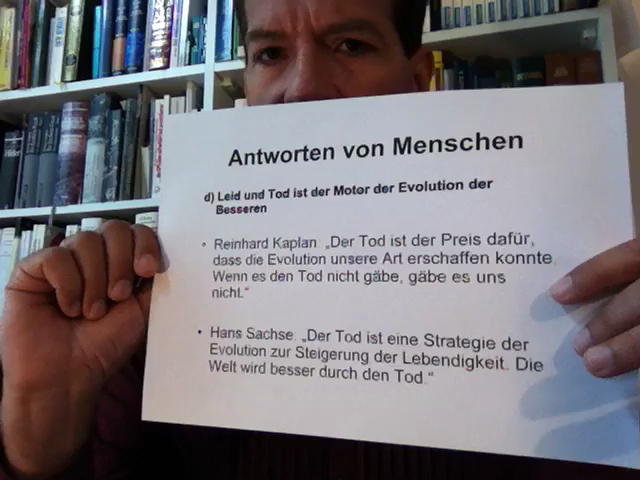 Antworten von Menschen
d) Leid und Tod ist der Motor der Evolution der
Besseren
• Reinhard Kaplan: „Der Tod ist der Preis dafür,
dass die Evolution unsere Art erschaffen konnte.
Wenn es den Tod nicht gäbe, gäbe es uns
nicht.“
• Hans Sachse: „Der Tod ist eine Strategie der
Evolution zur Steigerung der Lebendigkeit. Die
Welt wird besser durch den Tod.“
Hitler